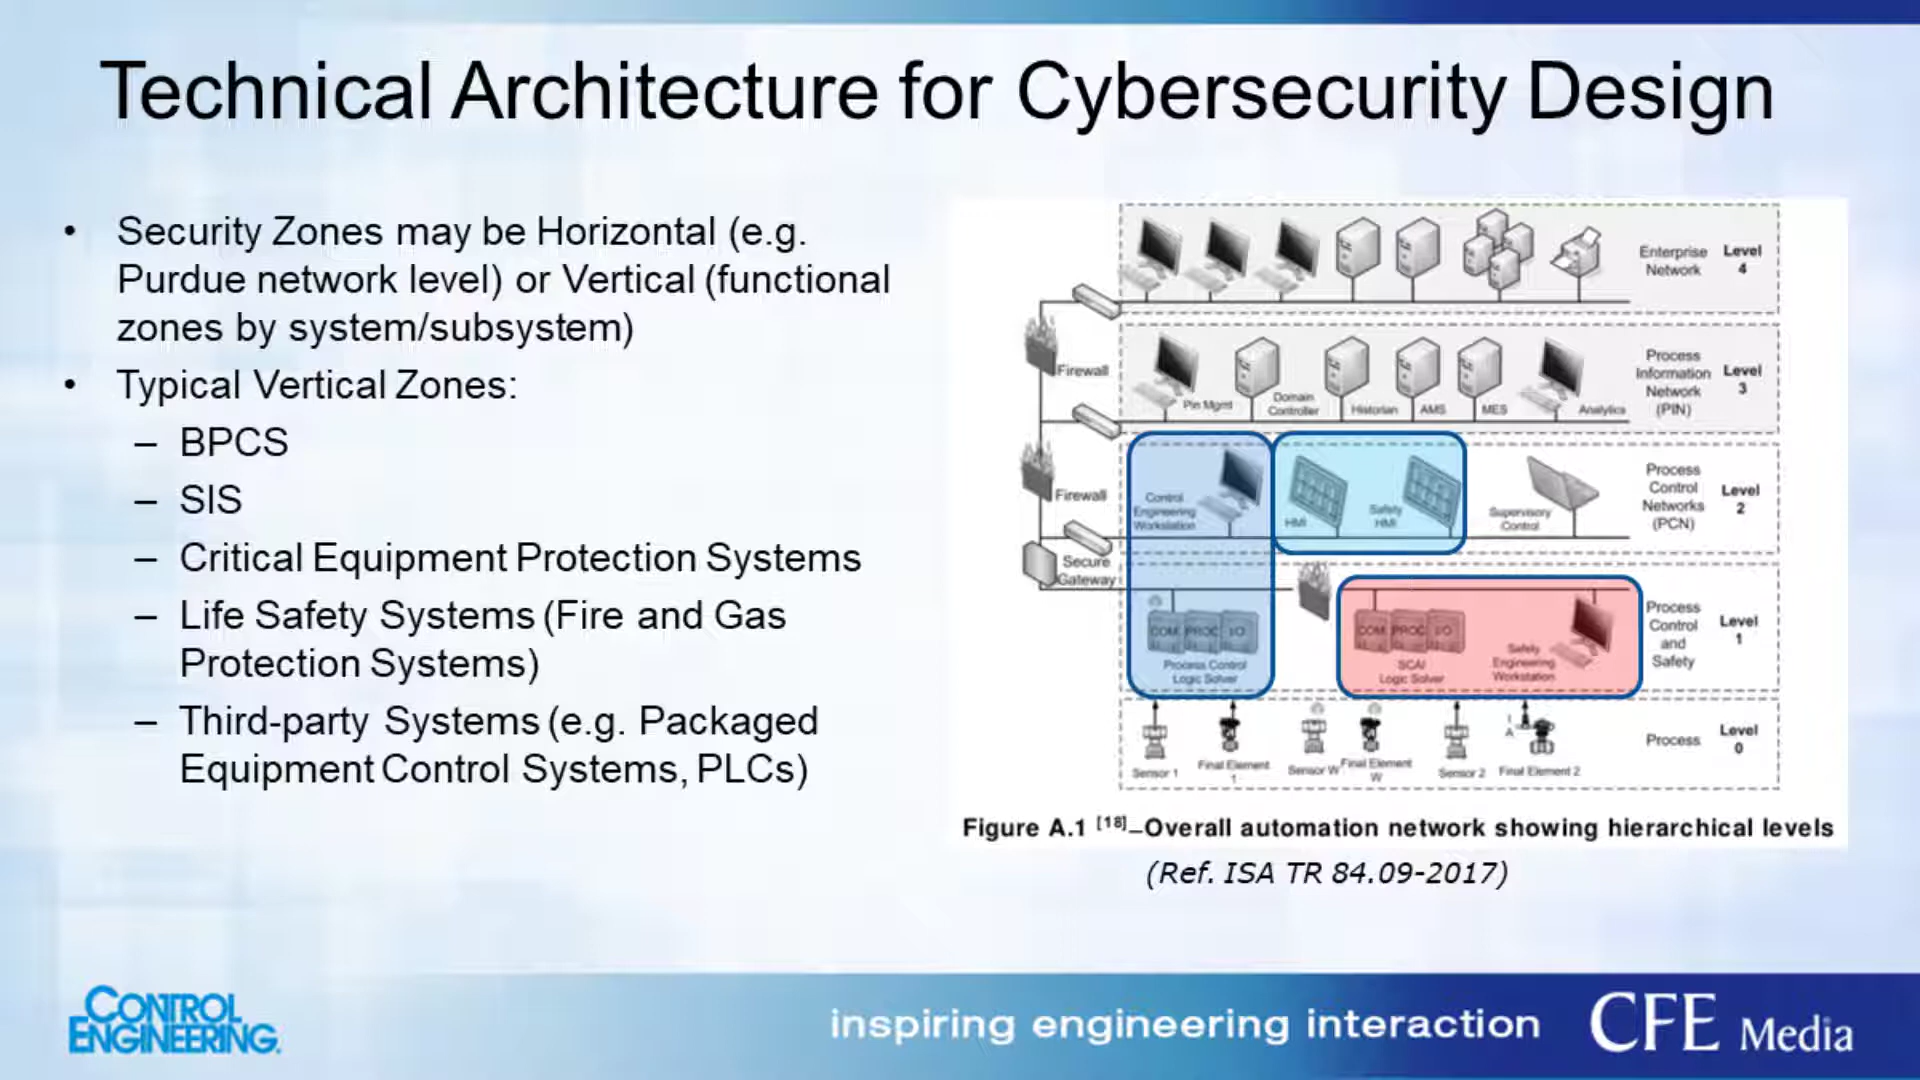 Technical Architecture for Cybersecurity Design
• Security Zones may be Horizontal (e.g.
Purdue network level) or Vertical (functional
zones by system/subsystem)
• Typical Vertical Zones:
– BPCS
– SIS
– Critical Equipment Protection Systems
– Life Safety Systems (Fire and Gas
Protection Systems)
– Third-party Systems (e.g. Packaged
Equipment Control Systems, PLCs)
Enterprise
Network
Level
4
Firewall
Pin Mgmt
Domain
Controller
Historian
AMS
MES
Analytics
Process
Information
Network
(PIN)
Level
3
Firewall
Control
Engineering
Workstation
HMI
Safety
HMI
Supervisory
Control
Process
Control
Networks
(PCN)
Level
2
Secure
Gateway
COM PROC I/O
Process Control
Logic Solver
COM PROC I/O
SCAI
Logic Solver
Safety
Engineering
Workstation
Process
Control
and
Safety
Level
1
Sensor 1
Final Element
1
Sensor W
Final Element
W
Sensor 2
Final Element 2
Process
Level
0
Figure A.1 [18]–Overall automation network showing hierarchical levels
(Ref. ISA TR 84.09-2017)
CONTROL
ENGINEERING.
inspiring engineering interaction
CFE Media